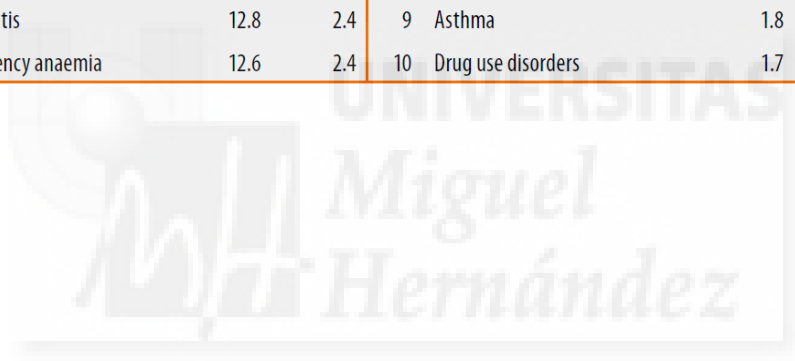 tis 12.8 2.4 9 Asthma 1.8
ency anaemia 12.6 2.4 10 Drug use disorders 1.7
UNIVERSITAS
Miguel
Hernández